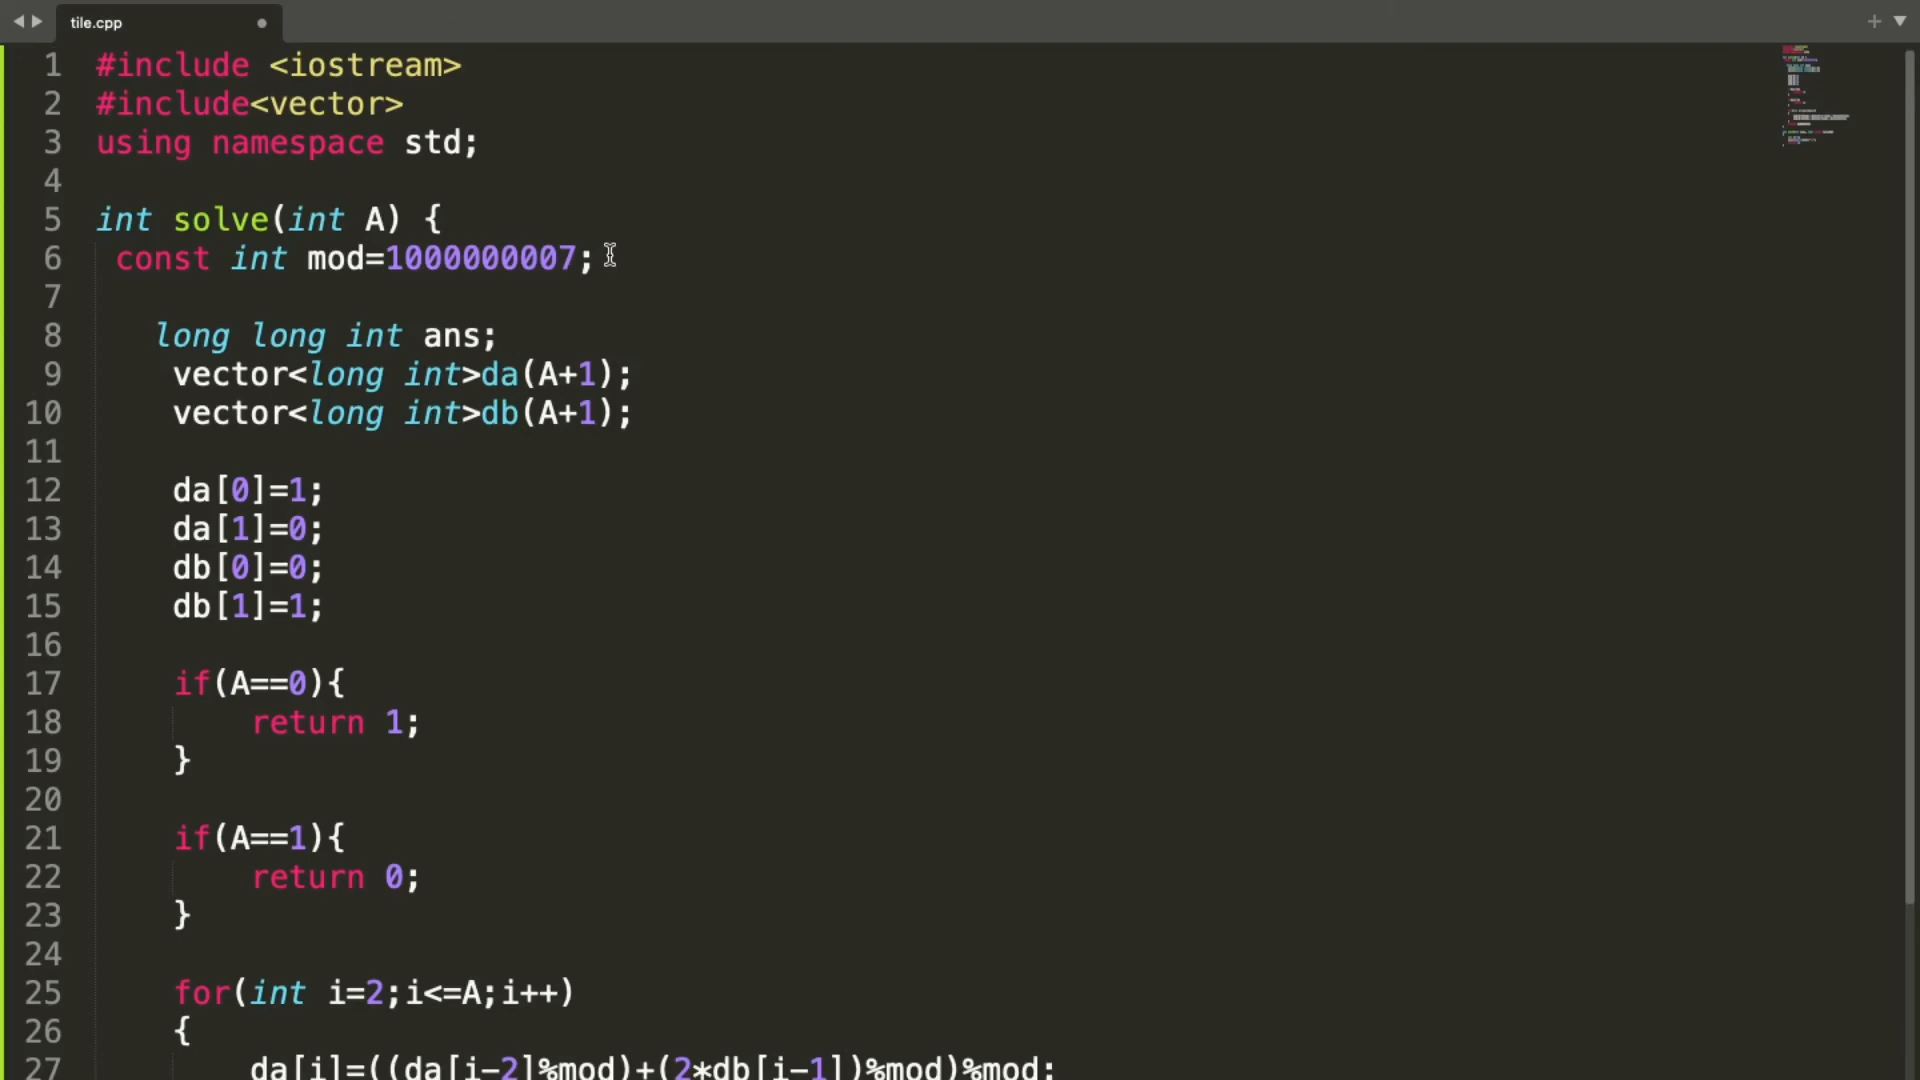 tile.cpp
1 #include <iostream>
2 #include<vector>
3 using namespace std;
4
5 int solve(int A) {
6 const int mod=1000000007;
7
8 long long int ans;
9 vector<long int>da(A+1);
10 vector<long int>db(A+1);
11
12 da[0]=1;
13 da[1]=0;
14 db[0]=0;
15 db[1]=1;
16
17 if(A==0){
18 return 1;
19 }
20
21 if(A==1){
22 return 0;
23 }
24
25 for(int i=2;i<=A;i++)
26 {
27 da[i]=((da[i-2]%mod)+(2*db[i-1])%mod)%mod;